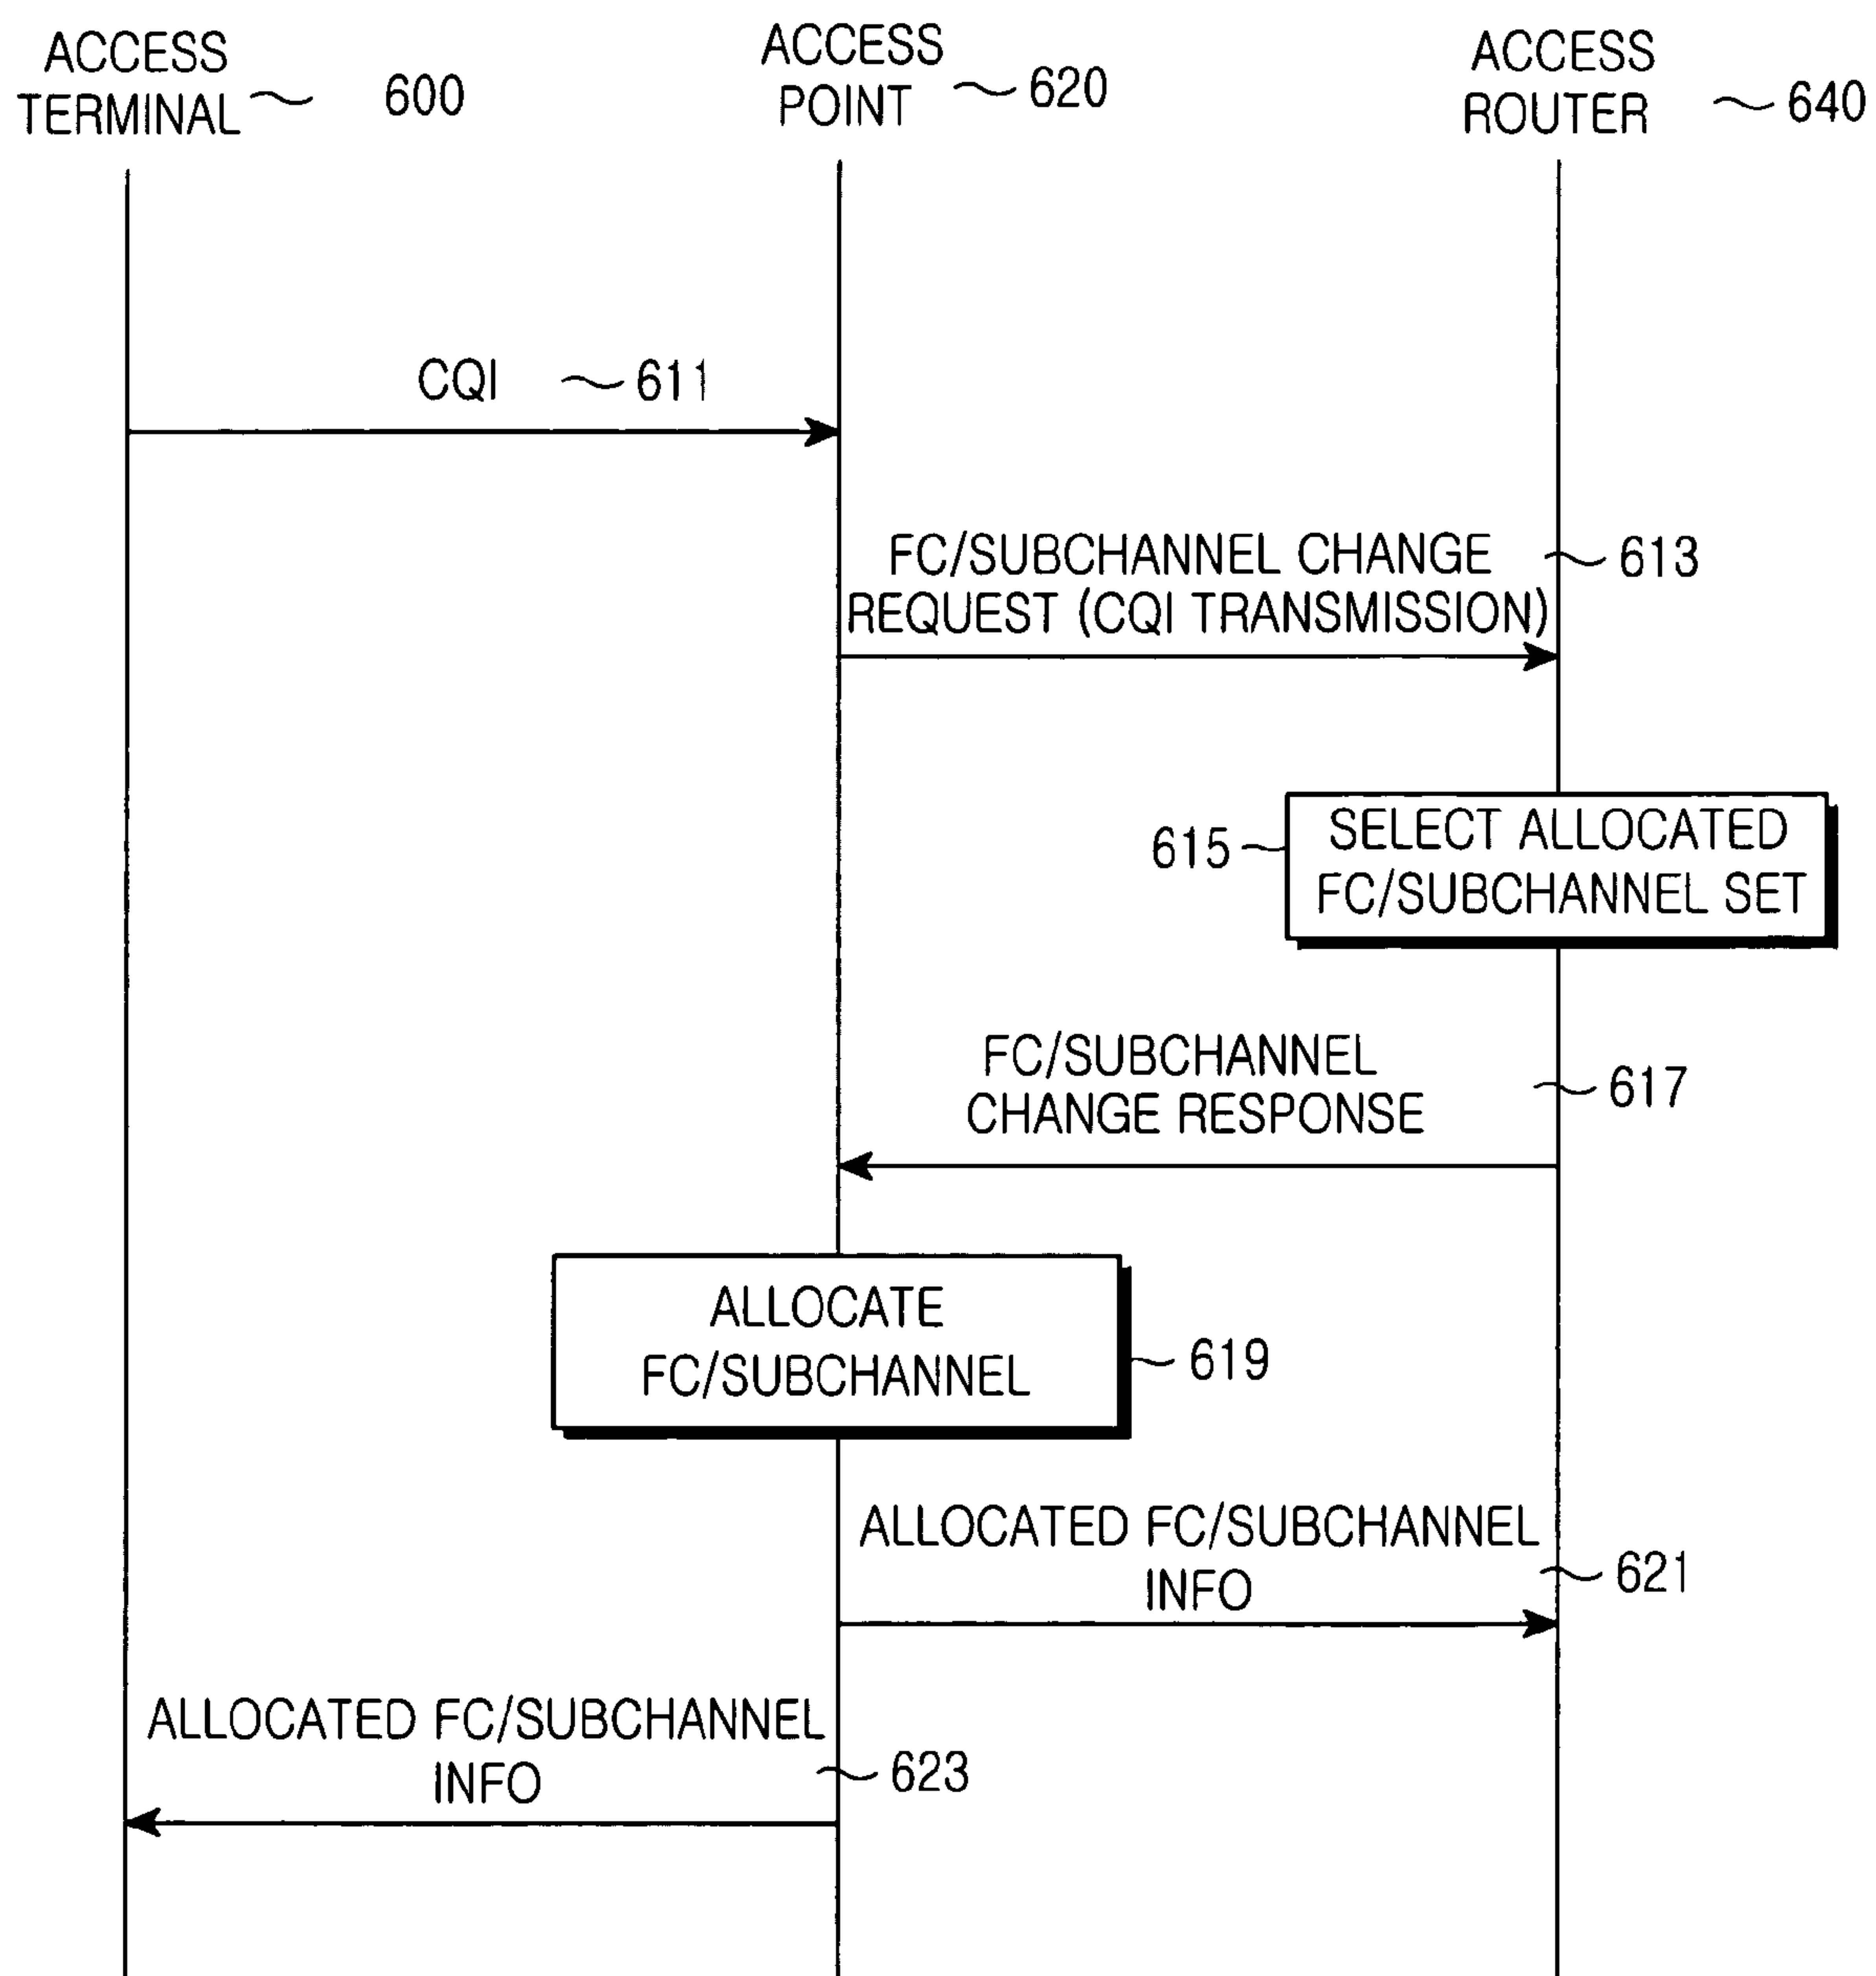 ACCESS
TERMINAL 600
ACCESS
POINT 620
ACCESS
ROUTER 640
CQI 611
FC/SUBCHANNEL CHANGE
REQUEST (CQI TRANSMISSION)
613
615
SELECT ALLOCATED
FC/SUBCHANNEL SET
FC/SUBCHANNEL
CHANGE RESPONSE
617
ALLOCATE
FC/SUBCHANNEL
619
ALLOCATED FC/SUBCHANNEL
INFO
621
ALLOCATED FC/SUBCHANNEL
INFO
623